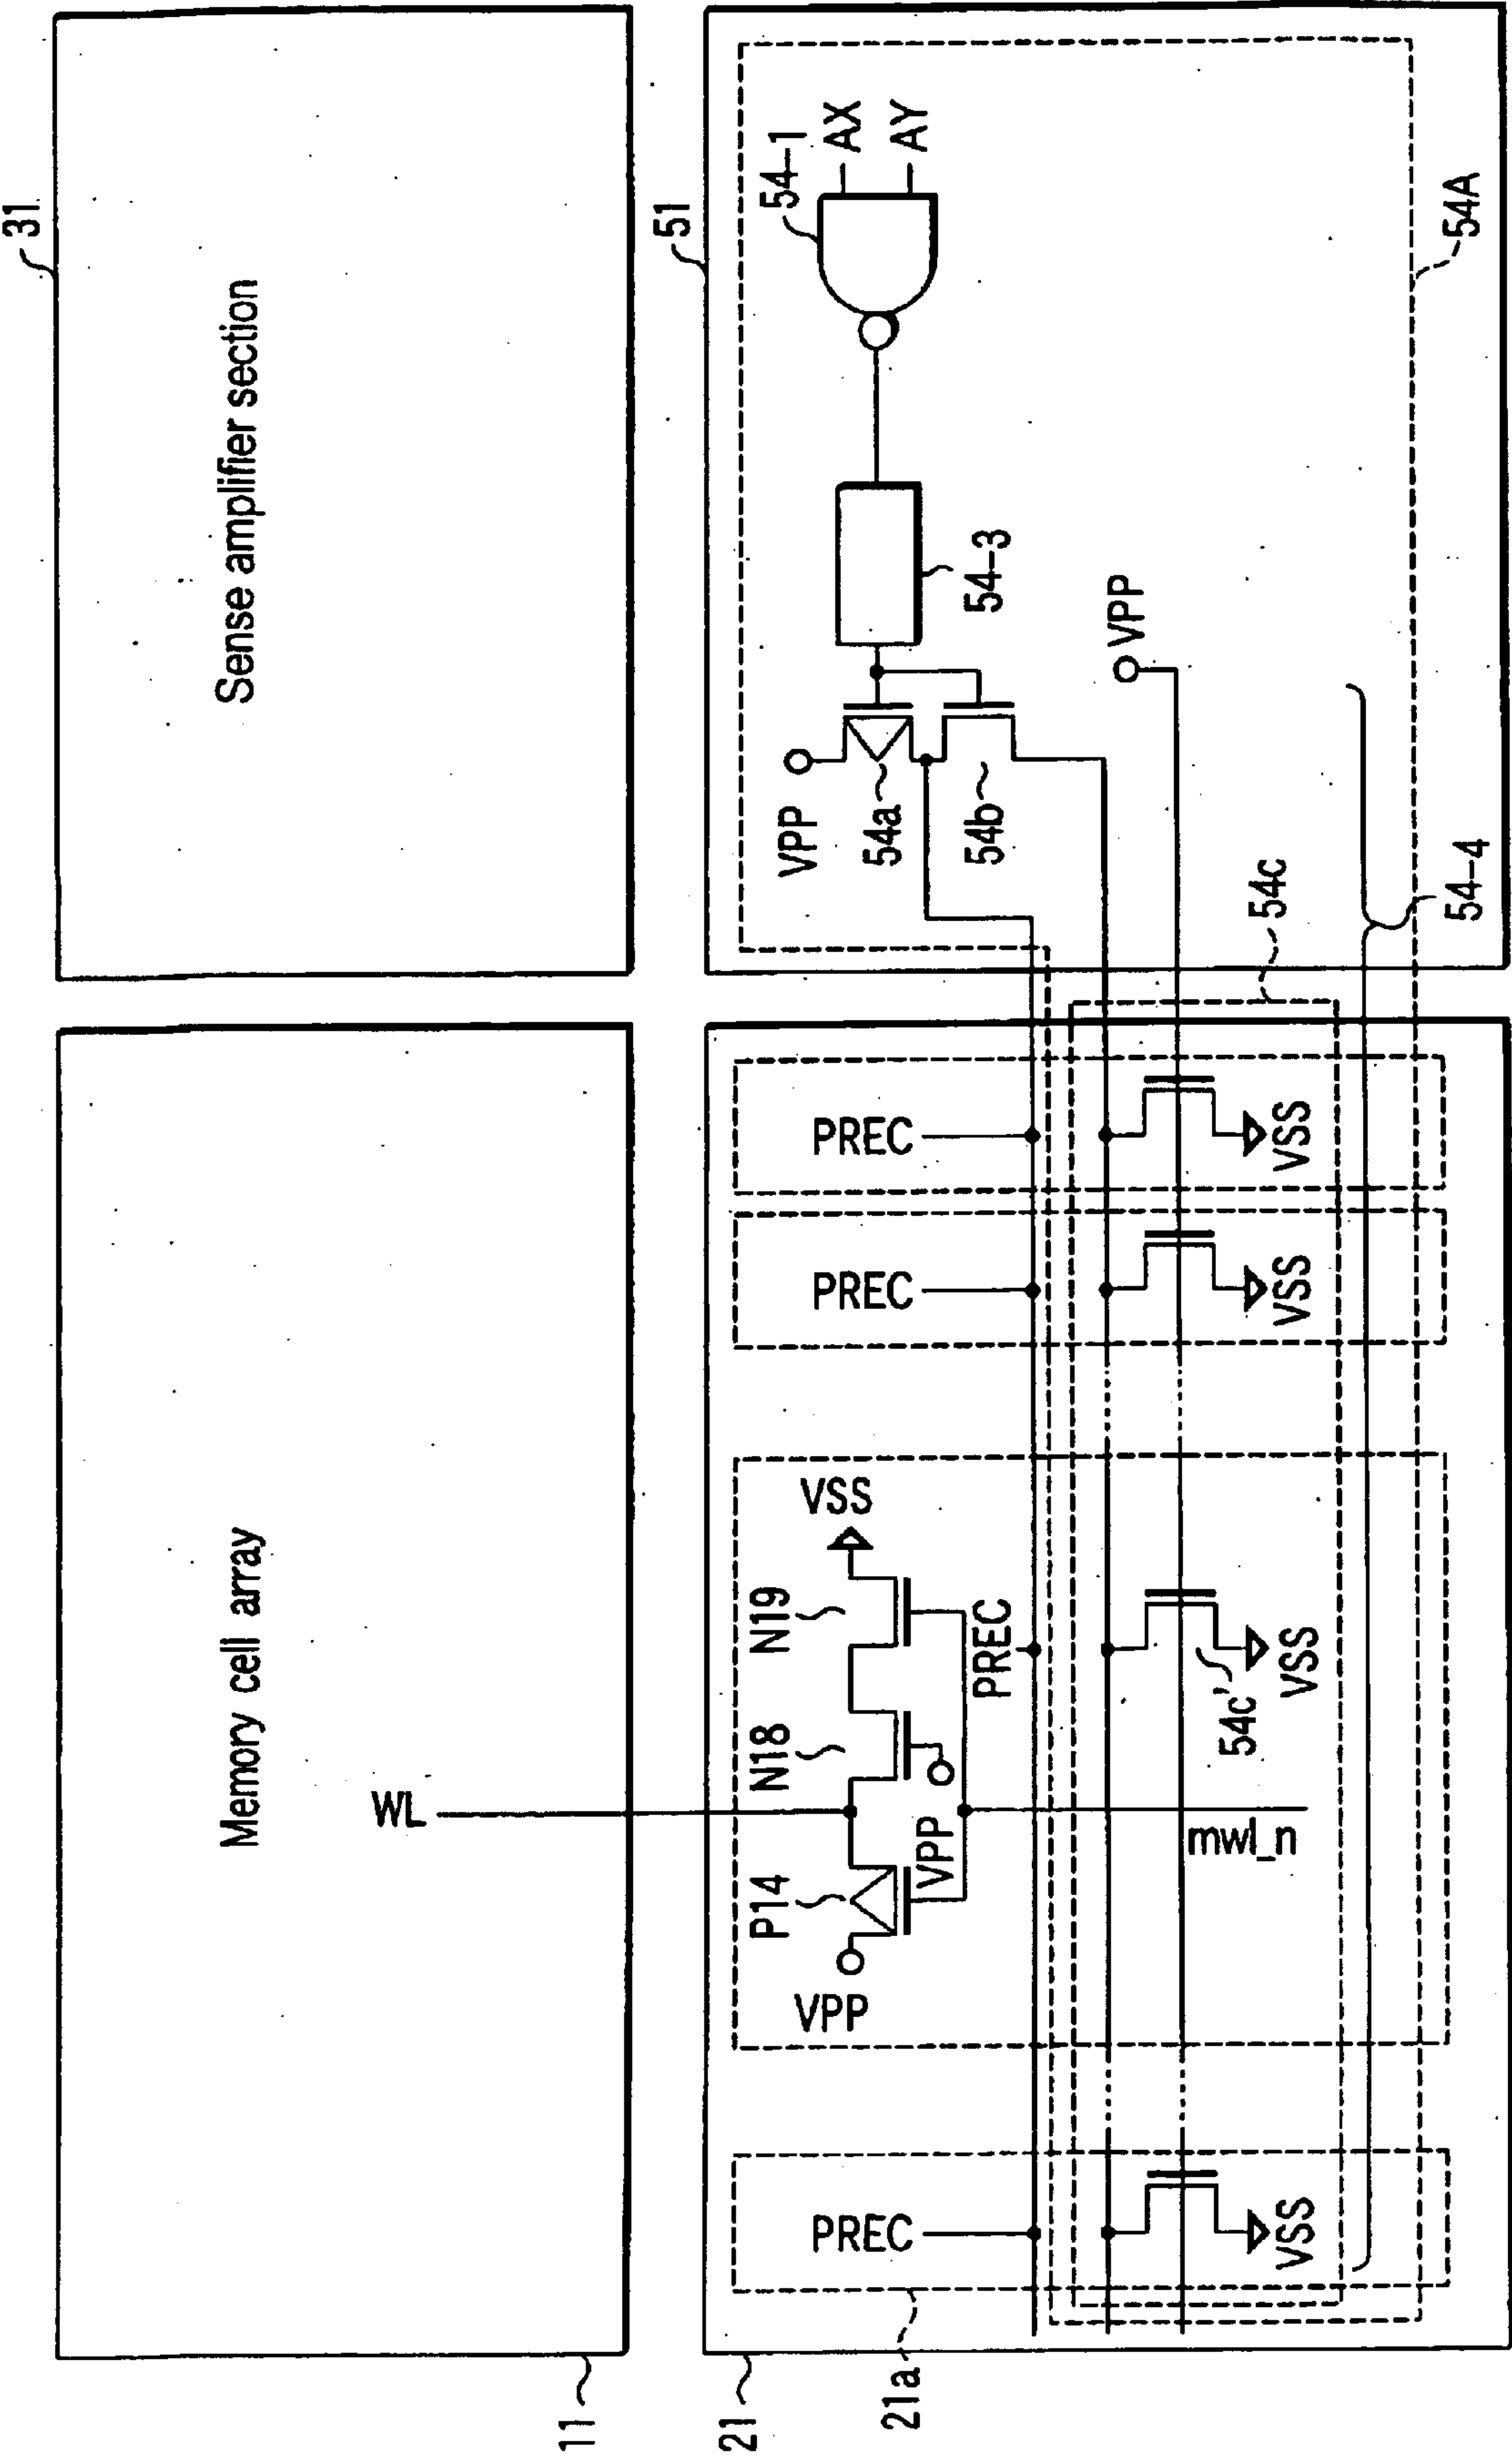 31
Sense amplifier section
Memory cell array
WL
11
51
54-1
AX
AY
54-3
VPP
54a
54b
VPP
54c
54-4
54A
PREC
VSS
PREC
VSS
VSS
N19
N18
P14
VPP
VPP
PREC
mwl_n
54c'
VSS
PREC
VSS
21a
21